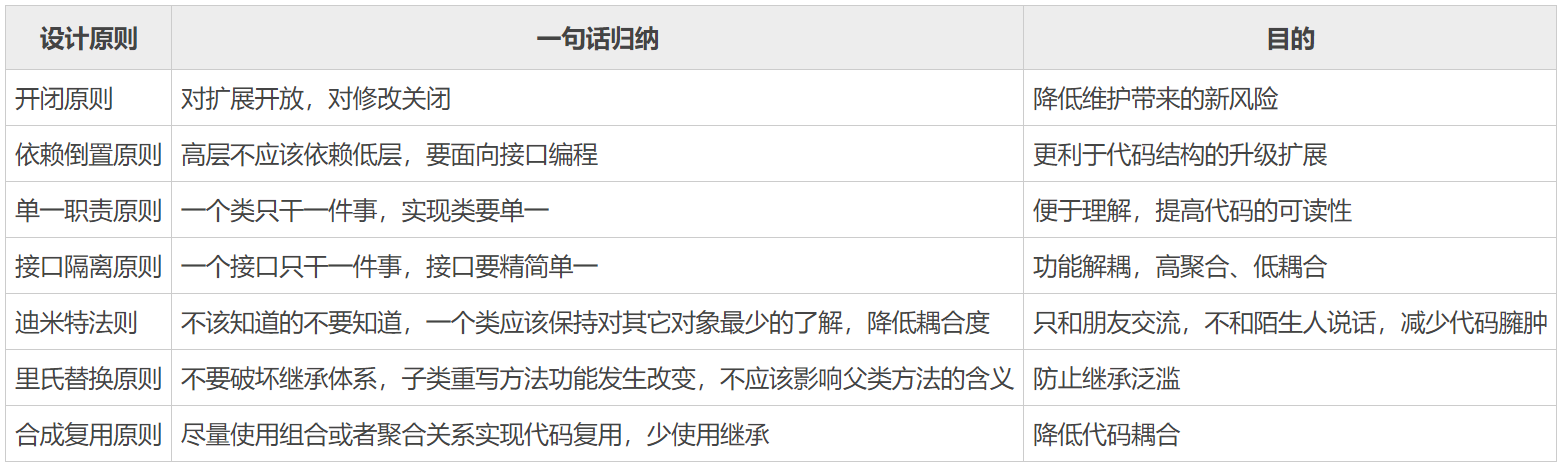 设计原则 一句话归纳 目的
开闭原则 对扩展开放，对修改关闭 降低维护带来的新风险
依赖倒置原则 高层不应该依赖低层，要面向接口编程 更利于代码结构的升级扩展
单一职责原则 一个类只干一件事，实现类要单一 便于理解，提高代码的可读性
接口隔离原则 一个接口只干一件事，接口要精简单一 功能解耦，高聚合、低耦合
迪米特法则 不该知道的不要知道，一个类应该保持对其它对象最少的了解，降低耦合度 只和朋友交流，不和陌生人说话，减少代码臃肿
里氏替换原则 不要破坏继承体系，子类重写方法功能发生改变，不应该影响父类方法的含义 防止继承泛滥
合成复用原则 尽量使用组合或者聚合关系实现代码复用，少使用继承 降低代码耦合